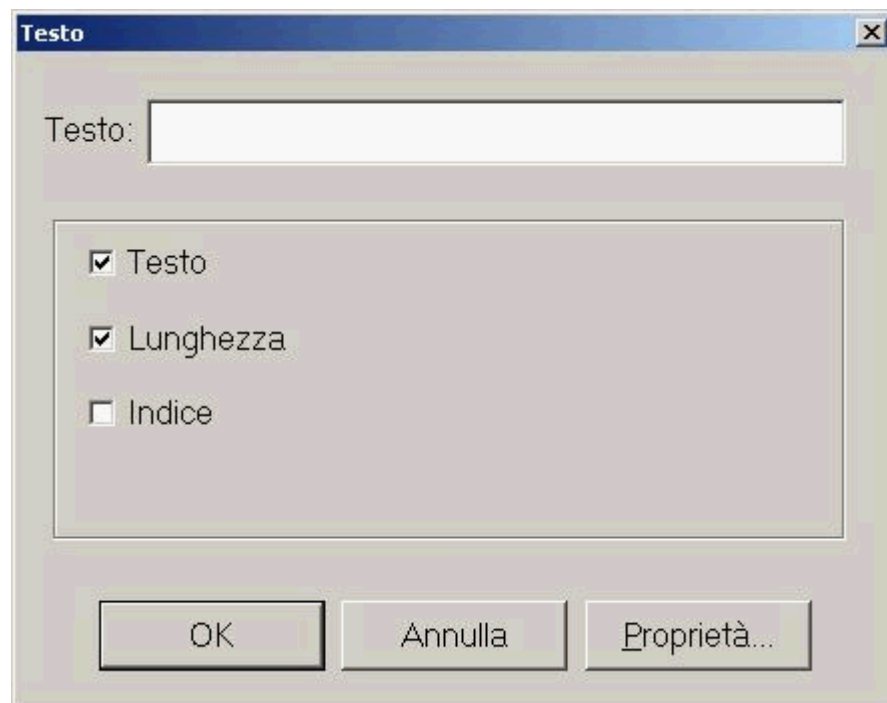 Testo
Testo:
Testo
Lunghezza
Indice
OK Annulla Proprietà...